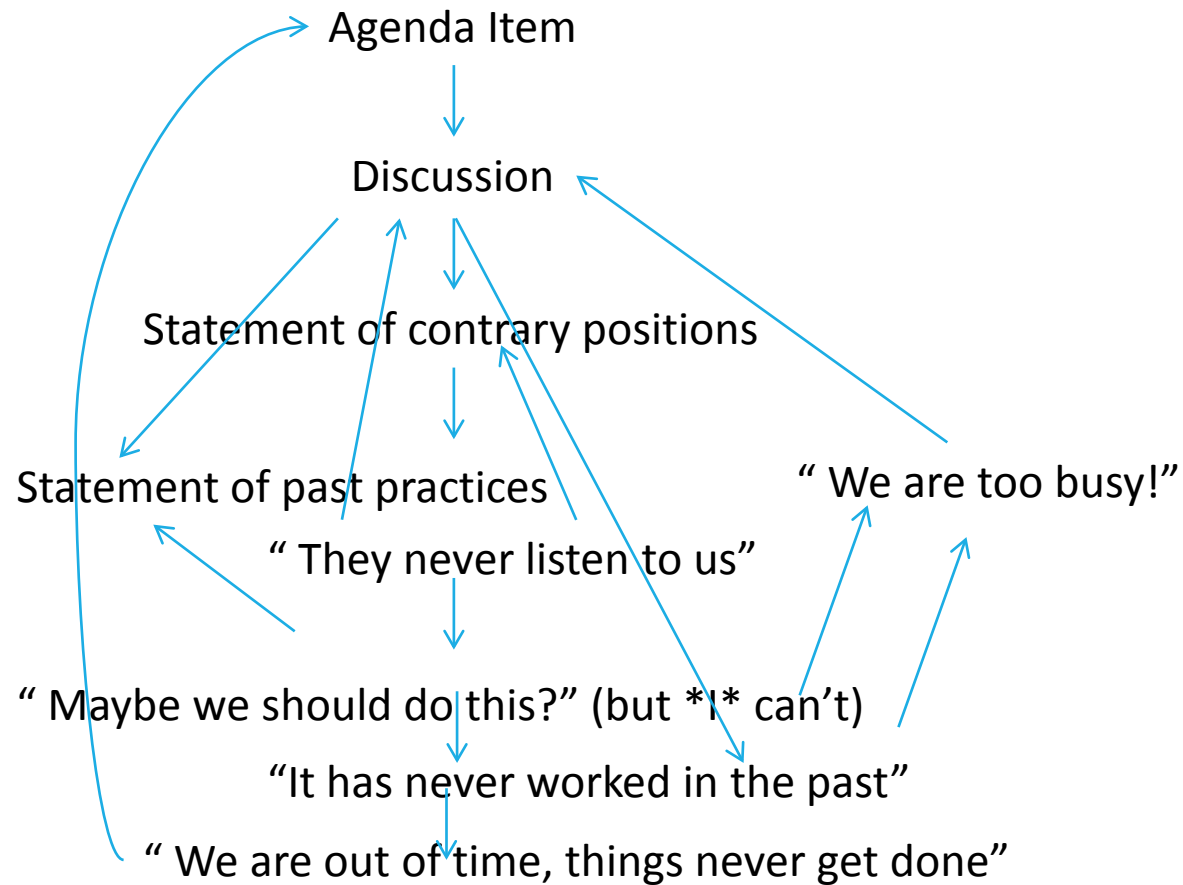 Agenda Item
Discussion
Statement of contrary positions
Statement of past practices
“ We are too busy!”
“ They never listen to us”
“ Maybe we should do this?” (but *I* can’t)
“It has never worked in the past”
“ We are out of time, things never get done”